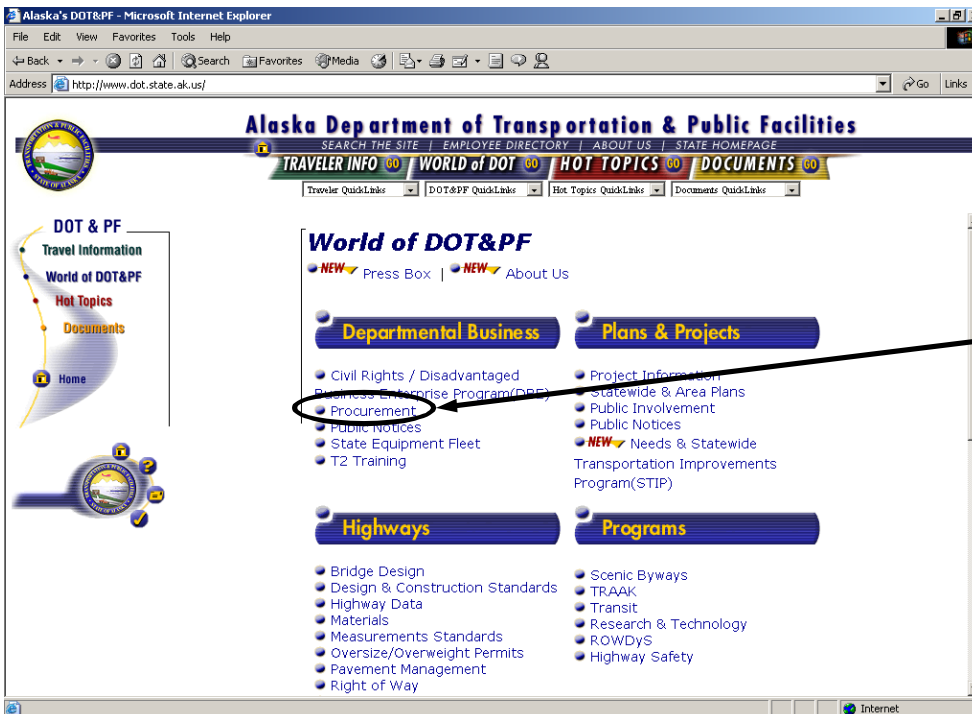 Alaska's DOT&PF - Microsoft Internet Explorer
File Edit View Favorites Tools Help
Back Search Favorites Media
Address http://www.dot.state.ak.us/ Go Links
Alaska Department of Transportation & Public Facilities
SEARCH THE SITE | EMPLOYEE DIRECTORY | ABOUT US | STATE HOMEPAGE
TRAVELER INFO GO WORLD of DOT GO HOT TOPICS GO DOCUMENTS GO
Traveler QuickLinks DOT&PF QuickLinks Hot Topics QuickLinks Documents QuickLinks
DOT & PF
Travel Information
World of DOT&PF
Hot Topics
Documents
Home
World of DOT&PF
NEW Press Box | NEW About Us
Departmental Business
Civil Rights / Disadvantaged
Business Enterprise Program(DBE)
Procurement
Public Notices
State Equipment Fleet
T2 Training
Plans & Projects
Project Information
Statewide & Area Plans
Public Involvement
Public Notices
NEW Needs & Statewide
Transportation Improvements
Program(STIP)
Highways
Bridge Design
Design & Construction Standards
Highway Data
Materials
Measurements Standards
Oversize/Overweight Permits
Pavement Management
Right of Way
Programs
Scenic Byways
TRAAK
Transit
Research & Technology
ROWDyS
Highway Safety
Internet